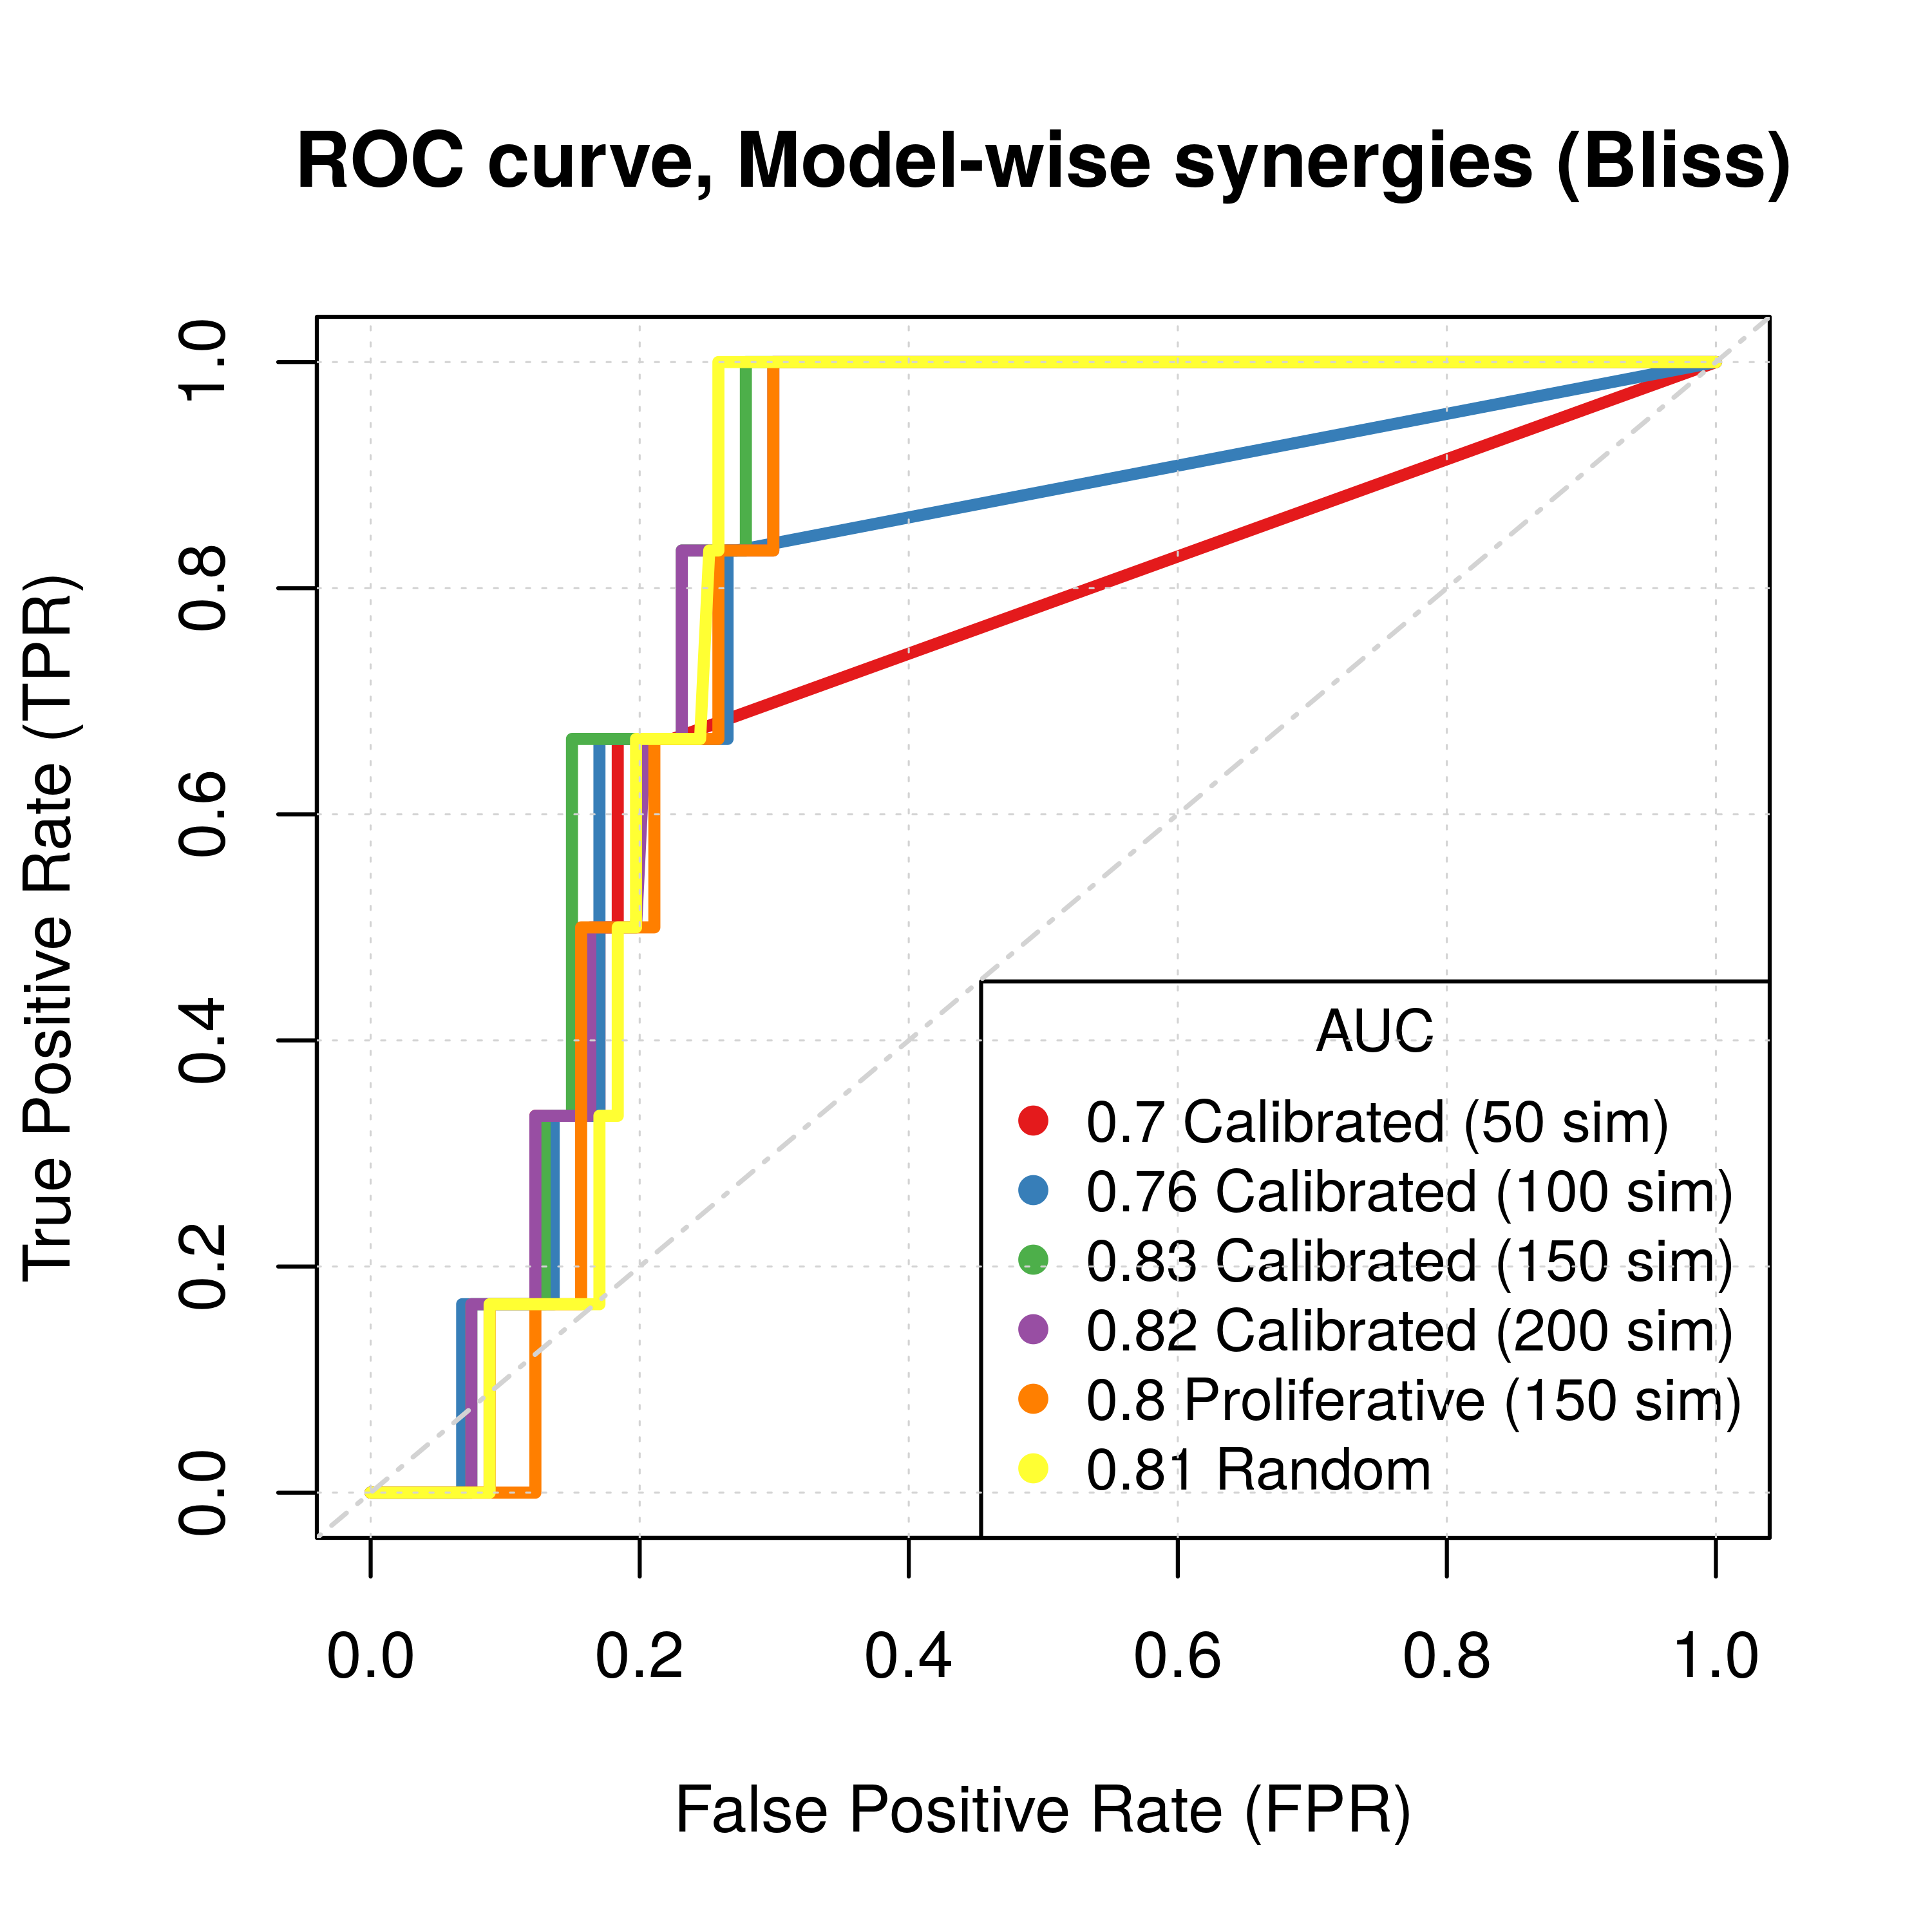 ROC curve, Model-wise synergies (Bliss)
True Positive Rate (TPR)
1.0
0.8
0.6
0.4
0.2
0.0
AUC
0.7 Calibrated (50 sim)
0.76 Calibrated (100 sim)
0.83 Calibrated (150 sim)
0.82 Calibrated (200 sim)
0.8 Proliferative (150 sim)
0.81 Random
0.0 0.2 0.4 0.6 0.8 1.0
False Positive Rate (FPR)